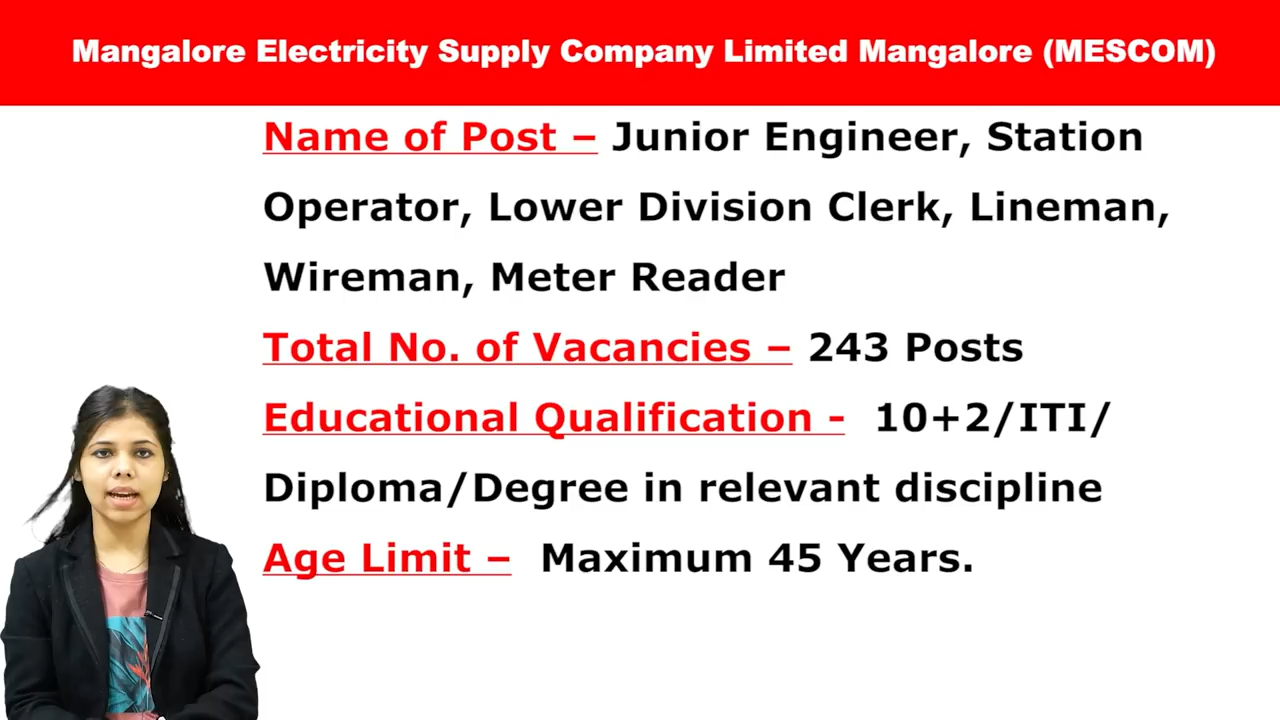 Mangalore Electricity Supply Company Limited Mangalore (MESCOM)
Name of Post – Junior Engineer, Station
Operator, Lower Division Clerk, Lineman,
Wireman, Meter Reader
Total No. of Vacancies – 243 Posts
Educational Qualification - 10+2/ITI/
Diploma/Degree in relevant discipline
Age Limit – Maximum 45 Years.